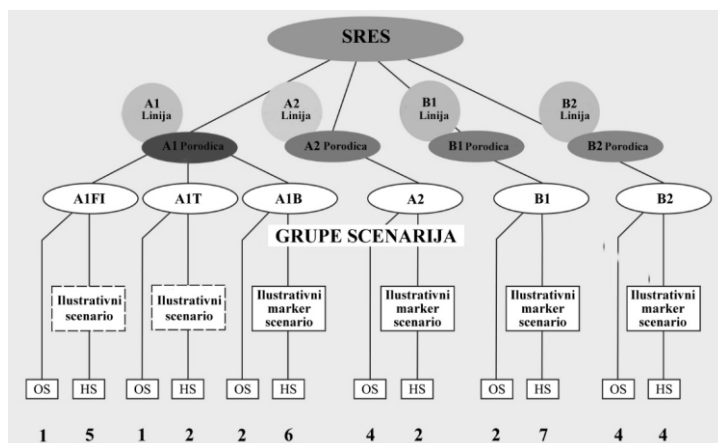 SRES
A1
Linija
A2
Linija
B1
Linija
B2
Linija
A1 Porodica
A2 Porodica
B1 Porodica
B2 Porodica
A1FI
A1T
A1B
A2
B1
B2
GRUPE SCENARIJA
Ilustrativni
scenario
Ilustrativni
scenario
Ilustrativni
marker
scenario
Ilustrativni
marker
scenario
Ilustrativni
marker
scenario
Ilustrativni
marker
scenario
OS HS OS HS OS HS OS HS OS HS OS HS
1 5 1 2 2 6 4 2 2 7 4 4